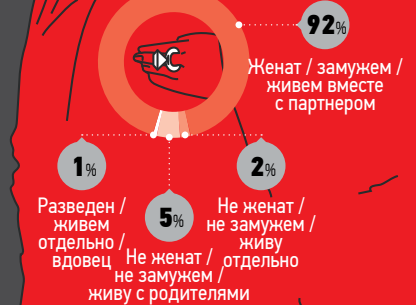 92%
Женат / замужем /
живем вместе
с партнером
1%
Разведен /
живем
отдельно /
вдовец
5%
Не женат /
не замужем /
живу с родителями
2%
Не женат /
не замужем /
живу
отдельно